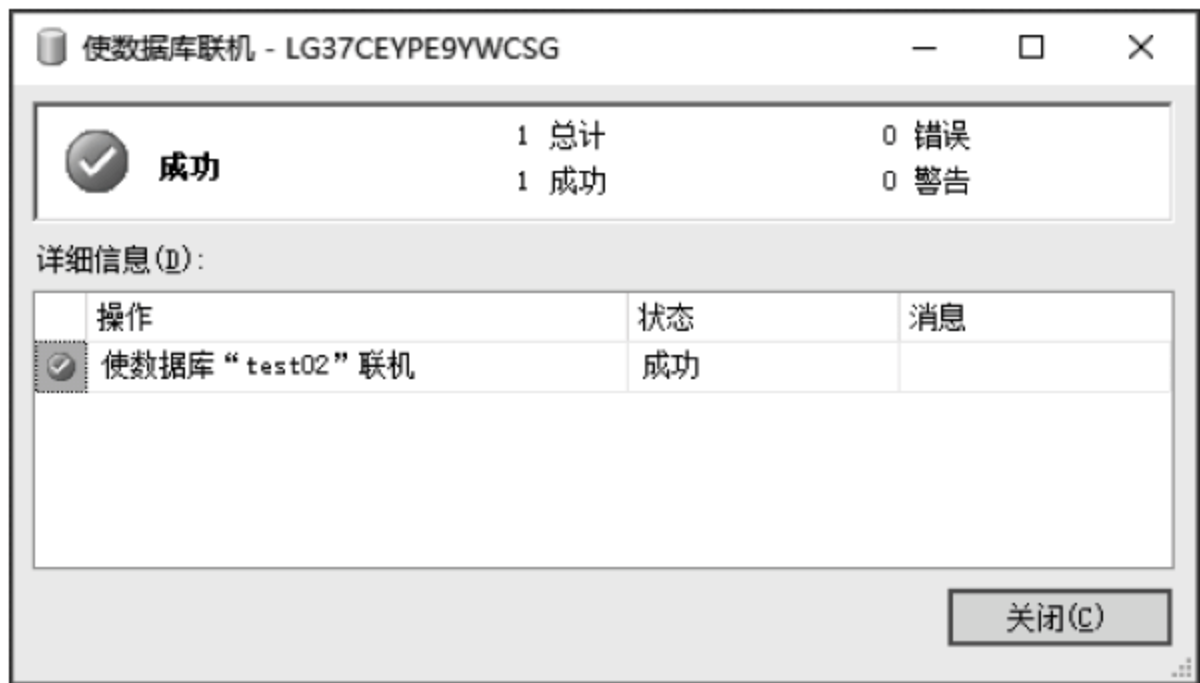 使数据库联机 - LG37CEYPE9YWCSG
成功
1 总计
0 错误
1 成功
0 警告
详细信息(D):
操作 状态 消息
使数据库“test02”联机 成功
关闭(C)